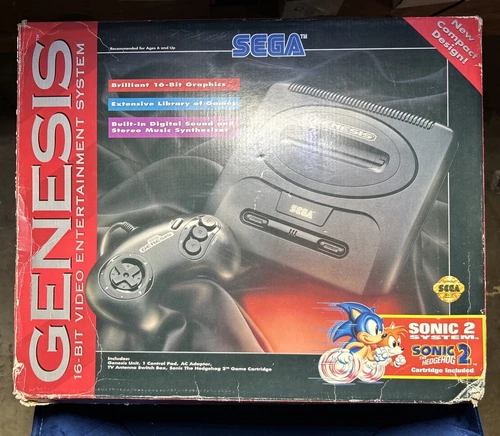 GENESIS
16-BIT VIDEO ENTERTAINMENT SYSTEM
Recommended for Ages 6 and Up
SEGA™
New
Compact
Design!
Brilliant 16-Bit Graphics
Extensive Library of Games
Built-In Digital Sound and
Stereo Music Synthesizer
GENESIS
SEGA
SEGA
SONIC 2
SYSTEM
SONIC
THE
HEDGEHOG
2
Cartridge Included
Includes:
Genesis Unit, 1 Control Pad, AC Adaptor,
TV Antenna Switch Box, Sonic The Hedgehog 2™ Game Cartridge